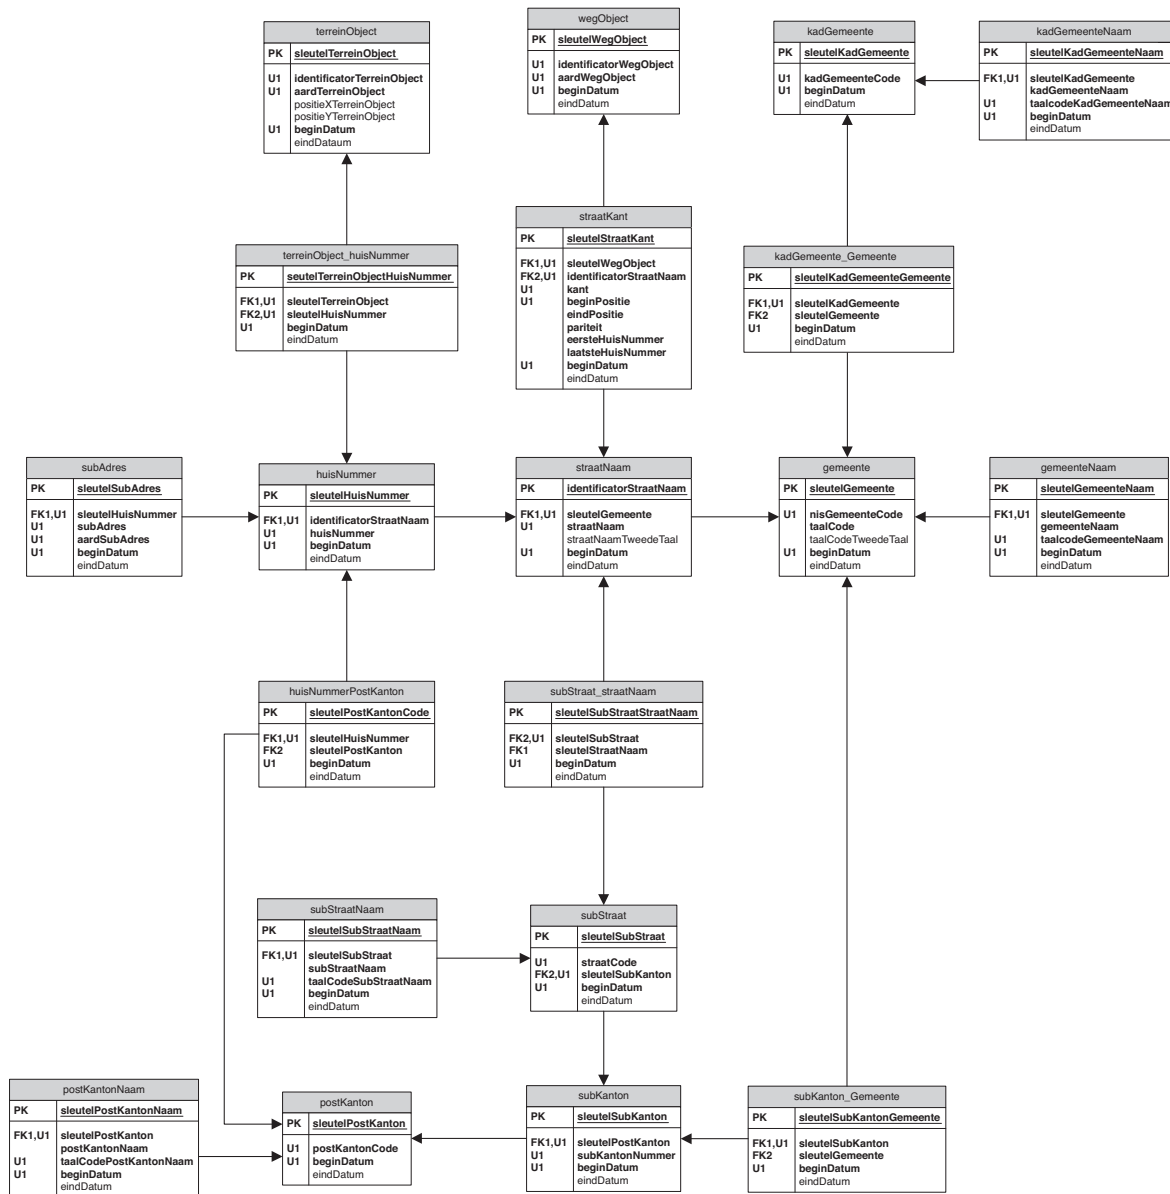 terreinObject
PK sleutelTerreinObject
U1 identificatorTerreinObject
U1 aardTerreinObject
positieXTerreinObject
positieYTerreinObject
U1 beginDatum
eindDataum
wegObject
PK sleutelWegObject
U1 identificatorWegObject
U1 aardWegObject
U1 beginDatum
eindDatum
kadGemeente
PK sleutelKadGemeente
U1 kadGemeenteCode
U1 beginDatum
eindDatum
kadGemeenteNaam
PK sleutelKadGemeenteNaam
FK1,U1 sleutelKadGemeente
kadGemeenteNaam
U1 taalcodeKadGemeenteNaam
U1 beginDatum
eindDatum
terreinObject_huisNummer
PK seutelTerreinObjectHuisNummer
FK1,U1 sleutelTerreinObject
FK2,U1 sleutelHuisNummer
U1 beginDatum
eindDatum
straatKant
PK sleutelStraatKant
FK1,U1 sleutelWegObject
FK2,U1 identificatorStraatNaam
U1 kant
U1 beginPositie
eindPositie
pariteit
eersteHuisNummer
laatsteHuisNummer
U1 beginDatum
eindDatum
kadGemeente_Gemeente
PK sleutelKadGemeenteGemeente
FK1,U1 sleutelKadGemeente
FK2 sleutelGemeente
U1 beginDatum
eindDatum
subAdres
PK sleutelSubAdres
FK1,U1 sleutelHuisNummer
U1 subAdres
U1 aardSubAdres
U1 beginDatum
eindDatum
huisNummer
PK sleutelHuisNummer
FK1,U1 identificatorStraatNaam
U1 huisNummer
U1 beginDatum
eindDatum
straatNaam
PK identificatorStraatNaam
FK1,U1 sleutelGemeente
U1 straatNaam
straatNaamTweedeTaal
U1 beginDatum
eindDatum
gemeente
PK sleutelGemeente
U1 nisGemeenteCode
taalCode
taalCodeTweedeTaal
U1 beginDatum
eindDatum
gemeenteNaam
PK sleutelGemeenteNaam
FK1,U1 sleutelGemeente
gemeenteNaam
U1 taalcodeGemeenteNaam
U1 beginDatum
eindDatum
huisNummerPostKanton
PK sleutelPostKantonCode
FK1,U1 sleutelHuisNummer
FK2 sleutelPostKanton
U1 beginDatum
eindDatum
subStraat_straatNaam
PK sleutelSubStraatStraatNaam
FK2,U1 sleutelSubStraat
FK1 sleutelStraatNaam
U1 beginDatum
eindDatum
subStraatNaam
PK sleutelSubStraatNaam
FK1,U1 sleutelSubStraat
subStraatNaam
U1 taalCodeSubStraatNaam
U1 beginDatum
eindDatum
subStraat
PK sleutelSubStraat
U1 straatCode
FK2,U1 sleutelSubKanton
U1 beginDatum
eindDatum
postKantonNaam
PK sleutelPostKantonNaam
FK1,U1 sleutelPostKanton
postKantonNaam
U1 taalCodePostKantonNaam
U1 beginDatum
eindDatum
postKanton
PK sleutelPostKanton
U1 postKantonCode
U1 beginDatum
eindDatum
subKanton
PK sleutelSubKanton
FK1,U1 sleutelPostKanton
U1 subKantonNummer
U1 beginDatum
eindDatum
subKanton_Gemeente
PK sleutelSubKantonGemeente
FK1,U1 sleutelSubKanton
FK2 sleutelGemeente
U1 beginDatum
eindDatum